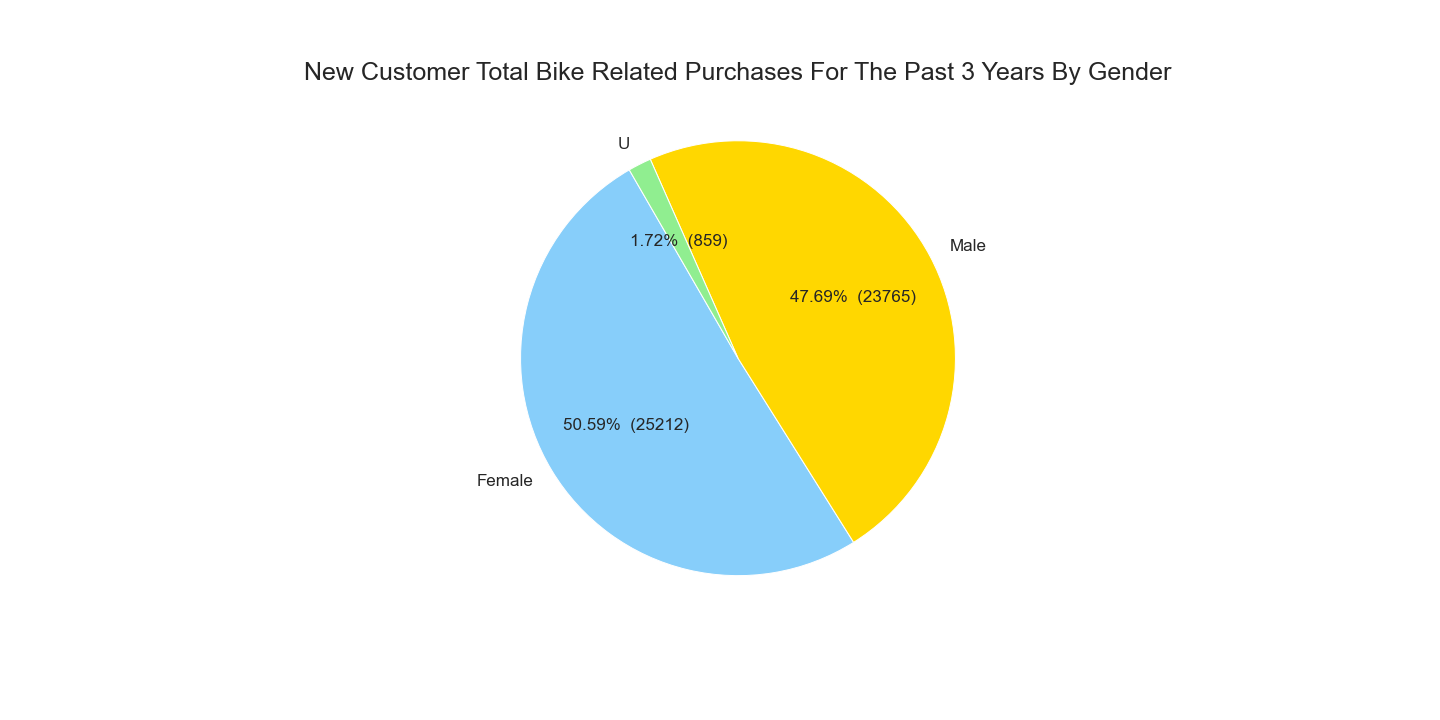 New Customer Total Bike Related Purchases For The Past 3 Years By Gender
U
1.72%  (859)
Male
47.69%  (23765)
50.59%  (25212)
Female